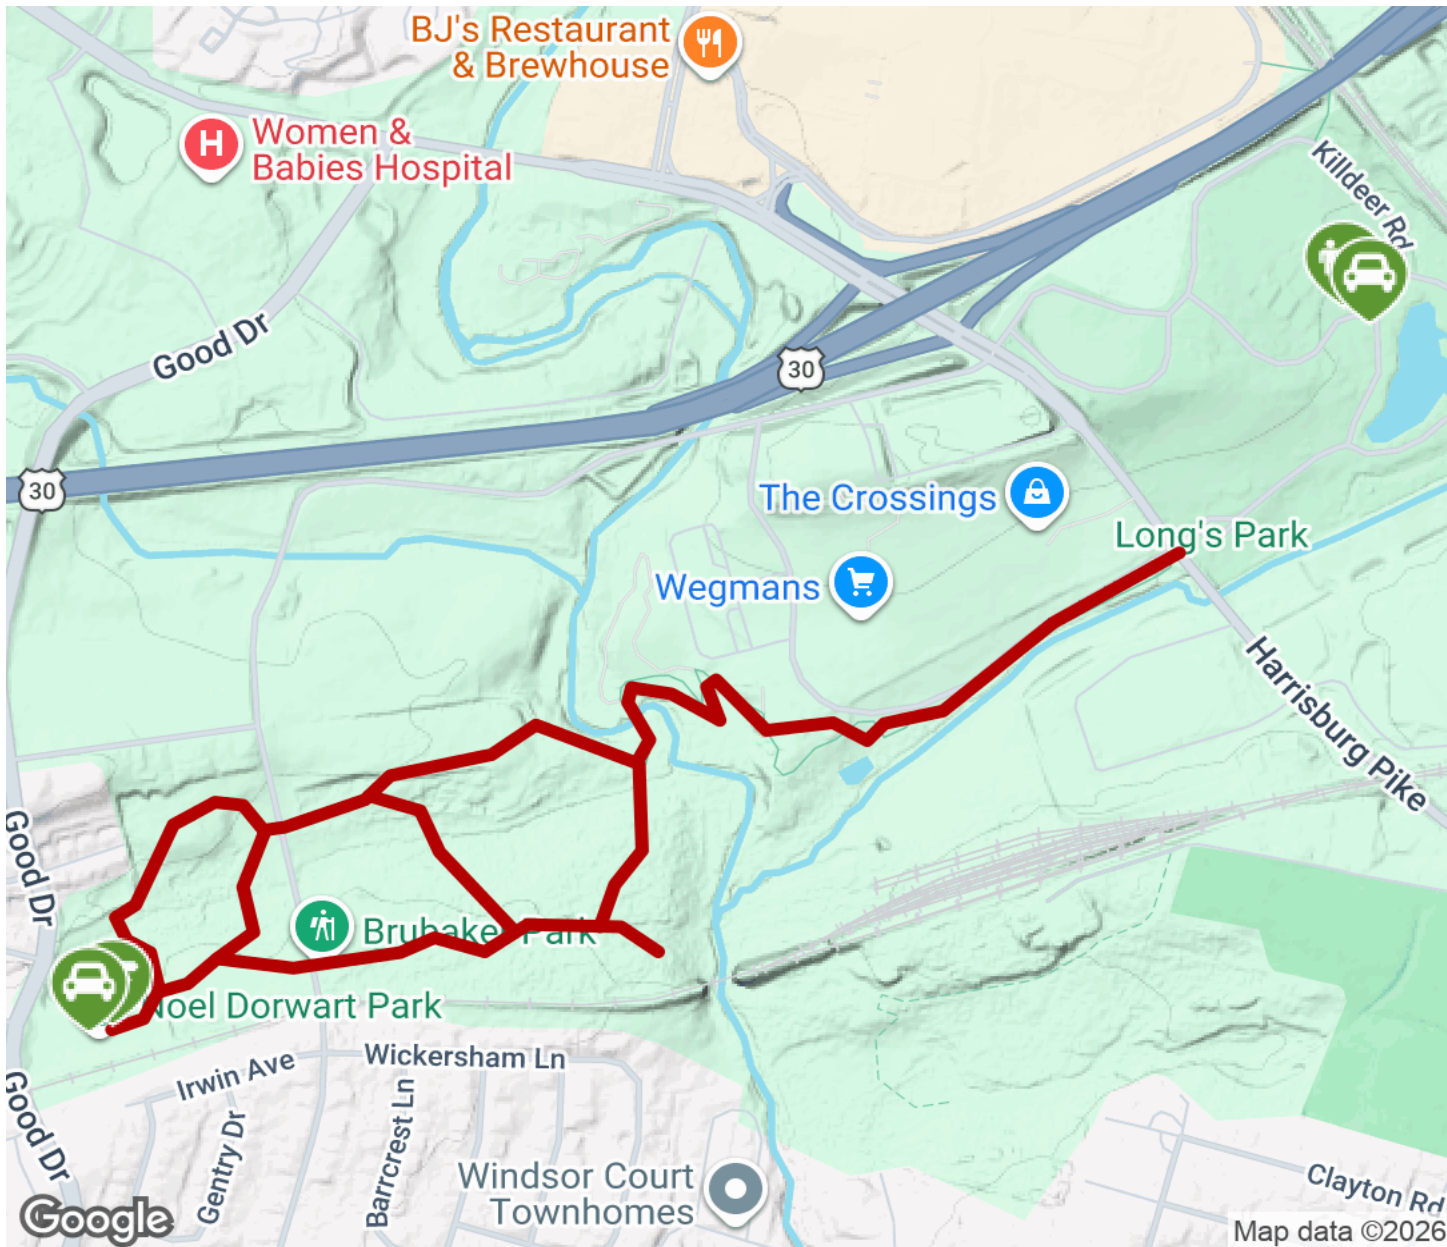 BJ's Restaurant
& Brewhouse
Women &
Babies Hospital
H
Killdeer Rd
Good Dr
30
30
The Crossings
Long's Park
Wegmans
Harrisburg Pike
Good Dr
Brubaker Park
Noel Dorwart Park
Wickersham Ln
Irwin Ave
Good Dr
Gentry Dr
Barrcrest Ln
Windsor Court
Townhomes
Clayton Rd
Google
Map data ©2026